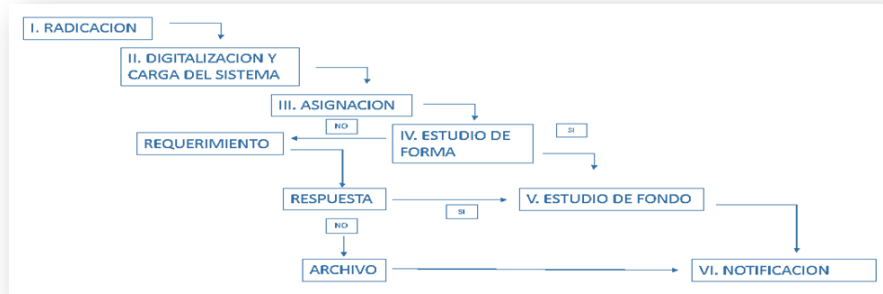 I. RADICACION
II. DIGITALIZACION Y
CARGA DEL SISTEMA
III. ASIGNACION
NO
SI
REQUERIMIENTO
IV. ESTUDIO DE
FORMA
RESPUESTA
SI
V. ESTUDIO DE FONDO
NO
ARCHIVO
VI. NOTIFICACION